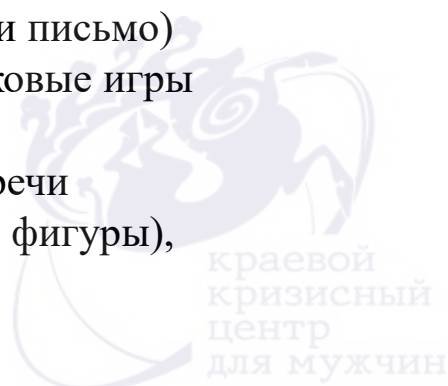 и письмо)
ковые игры
речи
фигуры),
краевой
кризисный
центр
для мужчин